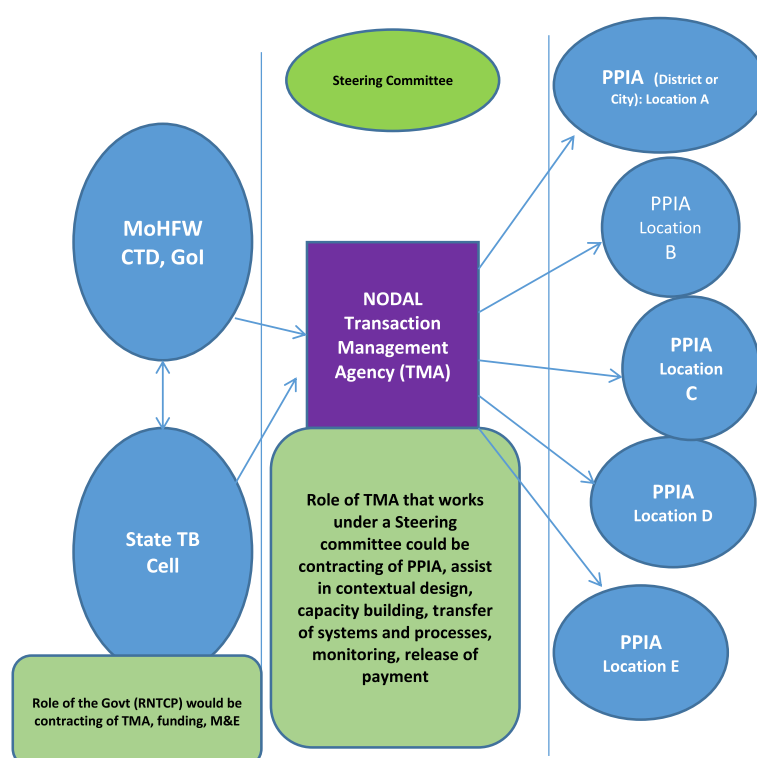 MoHFW
CTD, GoI
State TB
Cell
Role of the Govt (RNTCP) would be
contracting of TMA, funding, M&E
Steering Committee
NODAL
Transaction
Management
Agency (TMA)
Role of TMA that works
under a Steering
committee could be
contracting of PPIA, assist
in contextual design,
capacity building, transfer
of systems and processes,
monitoring, release of
payment
PPIA (District or
City): Location A
PPIA
Location
B
PPIA
Location
C
PPIA
Location D
PPIA
Location E